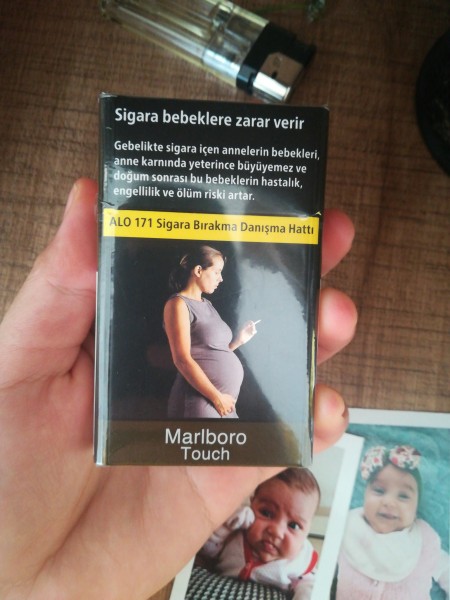 Sigara bebeklere zarar verir
Gebelikte sigara içen annelerin bebekleri,
anne karnında yeterince büyüyemez ve
doğum sonrası bu bebeklerin hastalık,
engellilik ve ölüm riski artar.
ALO 171 Sigara Bırakma Danışma Hattı
Marlboro
Touch